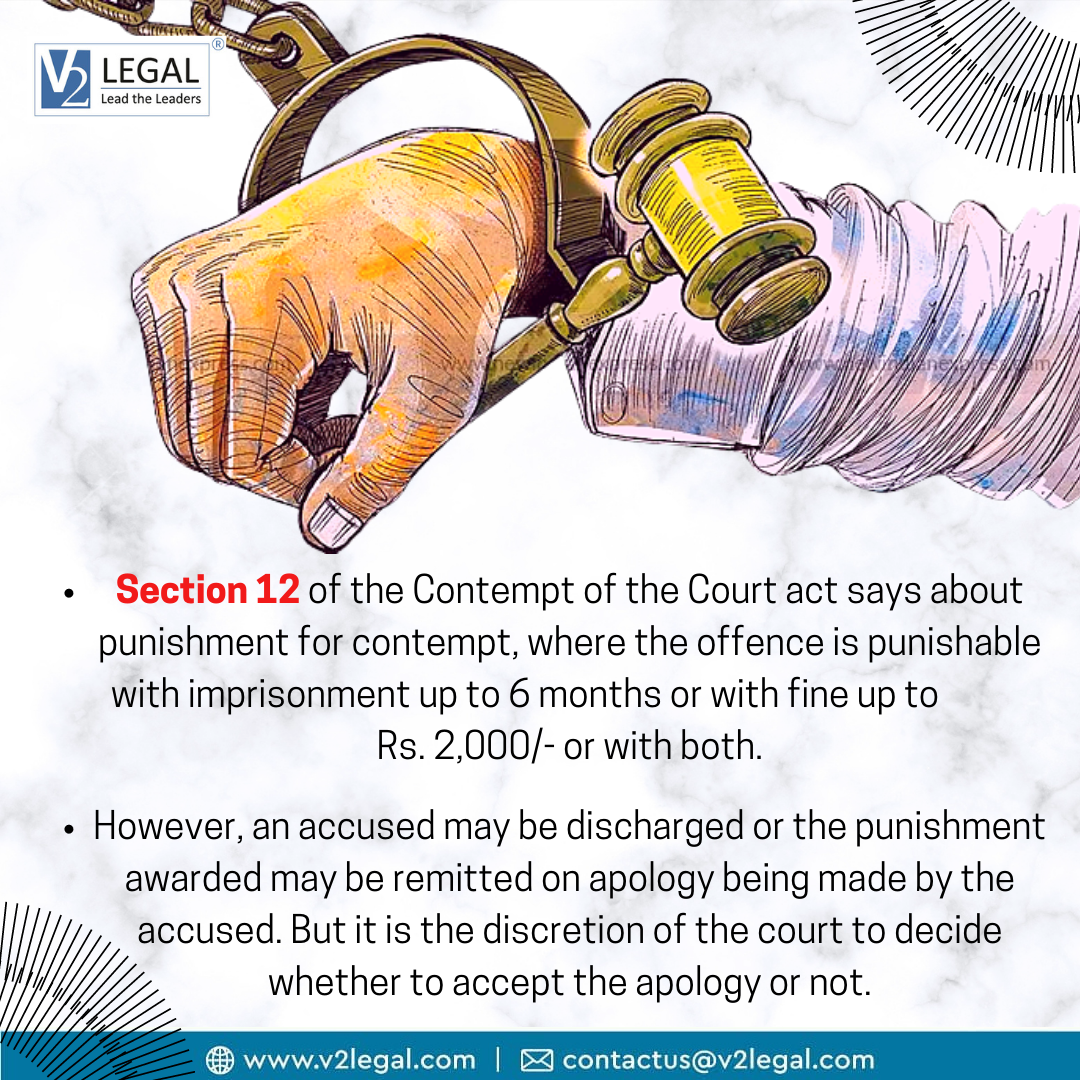 V2 LEGAL ®
Lead the Leaders
www.newindianexpress.com
• Section 12 of the Contempt of the Court act says about
punishment for contempt, where the offence is punishable
with imprisonment up to 6 months or with fine up to
Rs. 2,000/- or with both.
• However, an accused may be discharged or the punishment
awarded may be remitted on apology being made by the
accused. But it is the discretion of the court to decide
whether to accept the apology or not.
www.v2legal.com | contactus@v2legal.com